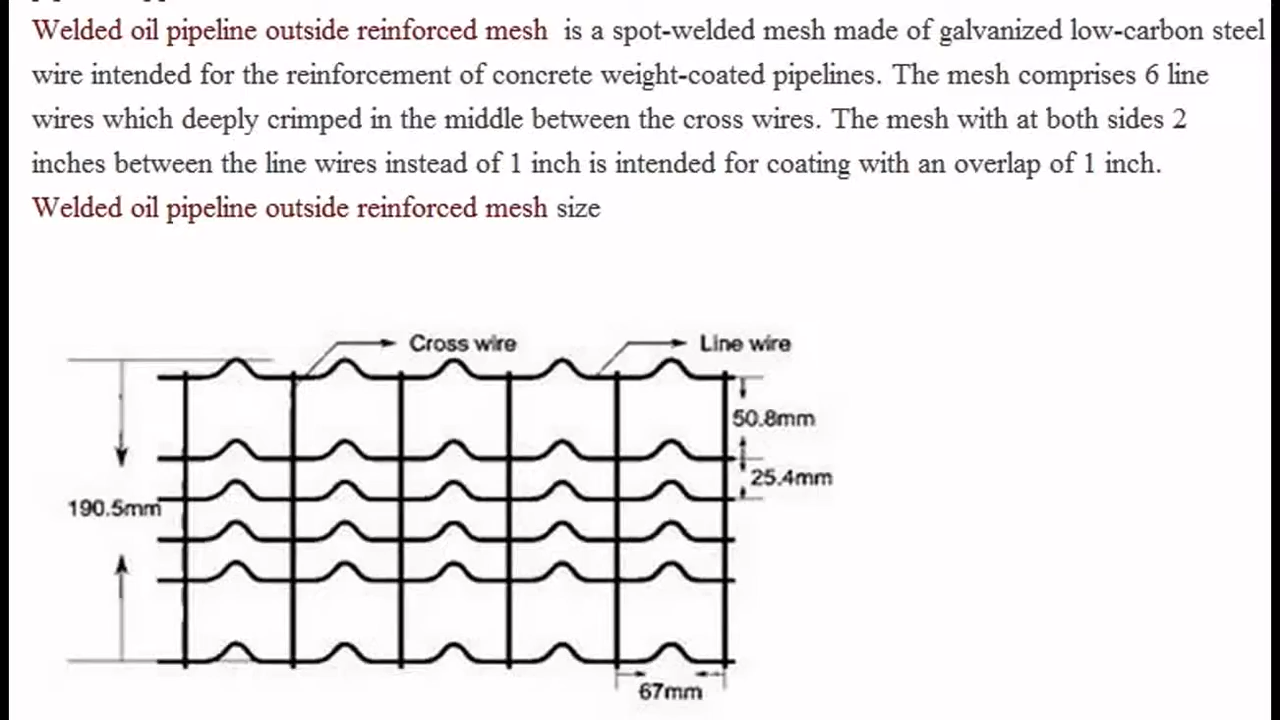 Welded oil pipeline outside reinforced mesh is a spot-welded mesh made of galvanized low-carbon steel
wire intended for the reinforcement of concrete weight-coated pipelines. The mesh comprises 6 line
wires which deeply crimped in the middle between the cross wires. The mesh with at both sides 2
inches between the line wires instead of 1 inch is intended for coating with an overlap of 1 inch.
Welded oil pipeline outside reinforced mesh size
Cross wire
Line wire
50.8mm
25.4mm
190.5mm
67mm